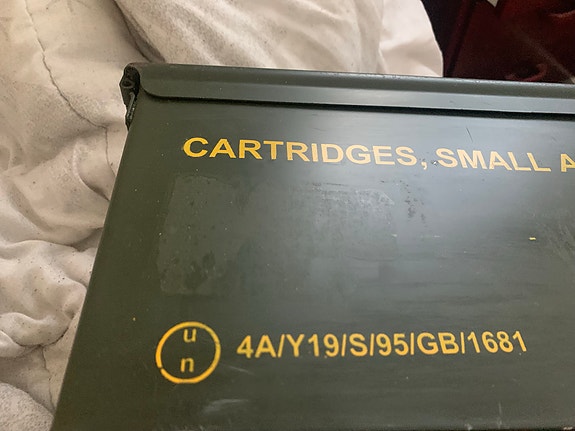 CARTRIDGES, SMALL A
u
n
4A/Y19/S/95/GB/1681